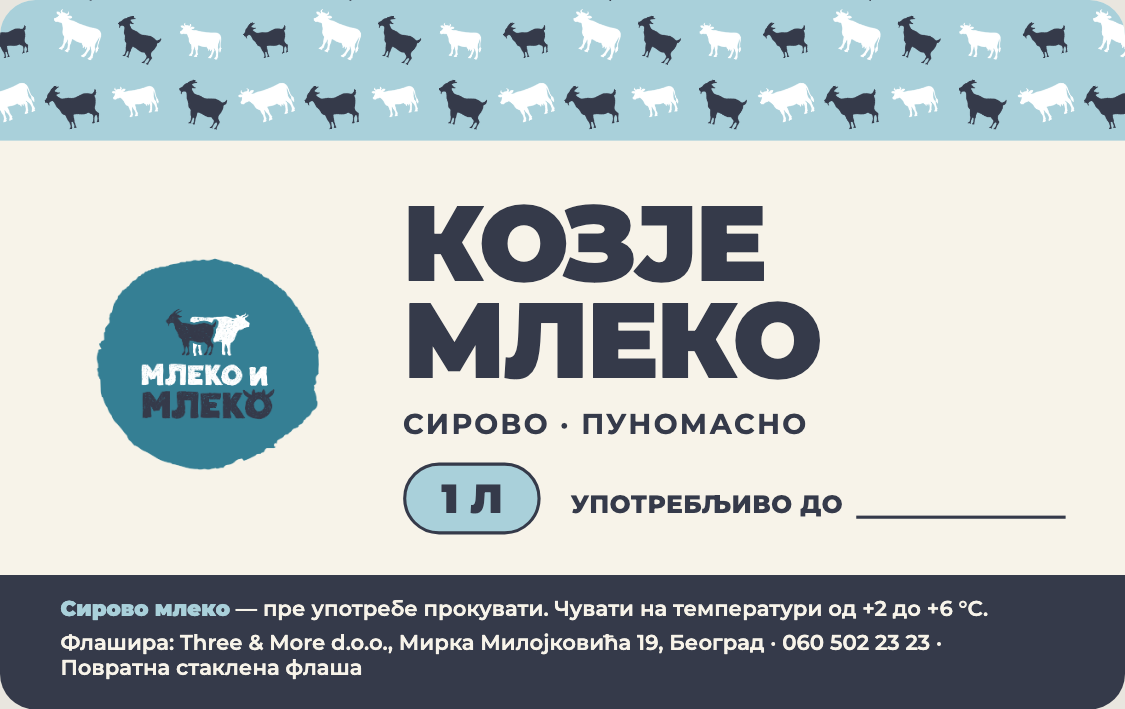 КОЗЈЕ
МЛЕКО
МЛЕКО И
МЛЕКО
СИРОВО · ПУНОМАСНО
1 Л
УПОТРЕБЉИВО ДО
Сирово млеко — пре употребе прокувати. Чувати на температури од +2 до +6 °C.
Флашира: Three & More d.o.o., Мирка Милојковића 19, Београд · 060 502 23 23 ·
Повратна стаклена флаша